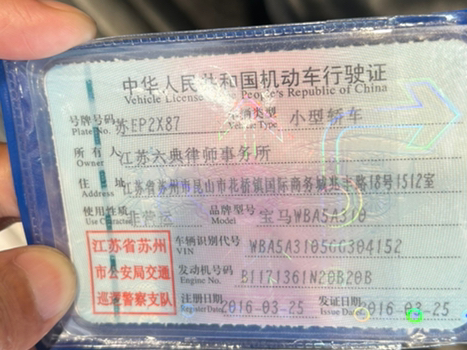 中华人民共和国机动车行驶证
Vehicle License People's Republic of China
号牌号码 苏EP2X87 车辆类型 小型轿车
Plate No. Vehicle Type
所有人 江苏六典律师事务所
Owner
住址 江苏省苏州市昆山市花桥镇国际商务城兆丰路18号1512室
Address
使用性质 非营运 品牌型号 宝马WBA5A310
Use Character Model
江苏省苏州
市公安局交通
巡逻警察支队
车辆识别代号
VIN WBA5A3105GG304152
发动机号码 B1171361N20B20B
Engine No.
注册日期 2016-03-25 发证日期 2016-03-25
Register Date Issue Date